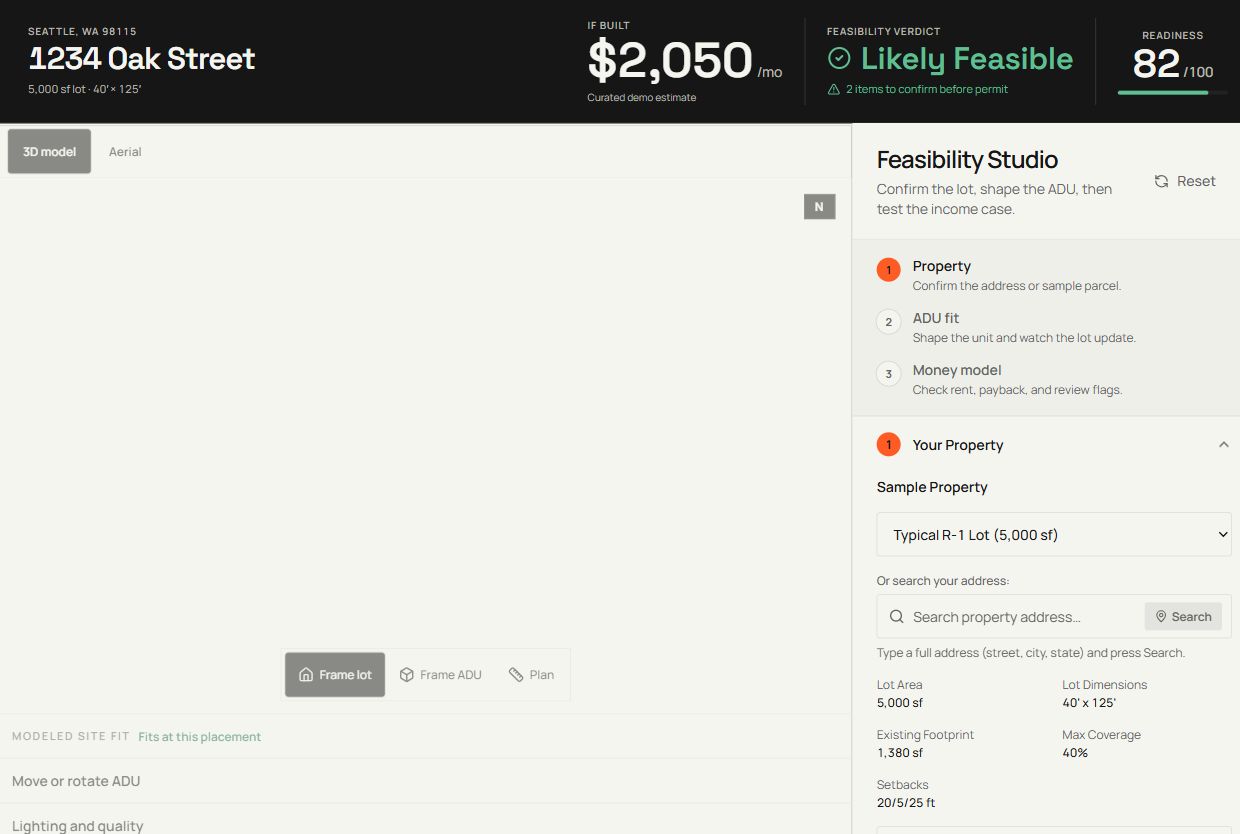 SEATTLE, WA 98115
1234 Oak Street
5,000 sf lot · 40′ × 125′
IF BUILT
$2,050 /mo
Curated demo estimate
FEASIBILITY VERDICT
Likely Feasible
2 items to confirm before permit
READINESS
82 /100
3D model
Aerial
N
Frame lot
Frame ADU
Plan
MODELED SITE FIT Fits at this placement
Move or rotate ADU
Lighting and quality
Feasibility Studio
Confirm the lot, shape the ADU, then
test the income case.
Reset
1 Property
Confirm the address or sample parcel.
2 ADU fit
Shape the unit and watch the lot update.
3 Money model
Check rent, payback, and review flags.
1 Your Property
Sample Property
Typical R-1 Lot (5,000 sf)
Or search your address:
Search property address...
Search
Type a full address (street, city, state) and press Search.
Lot Area
5,000 sf
Lot Dimensions
40' x 125'
Existing Footprint
1,380 sf
Max Coverage
40%
Setbacks
20/5/25 ft